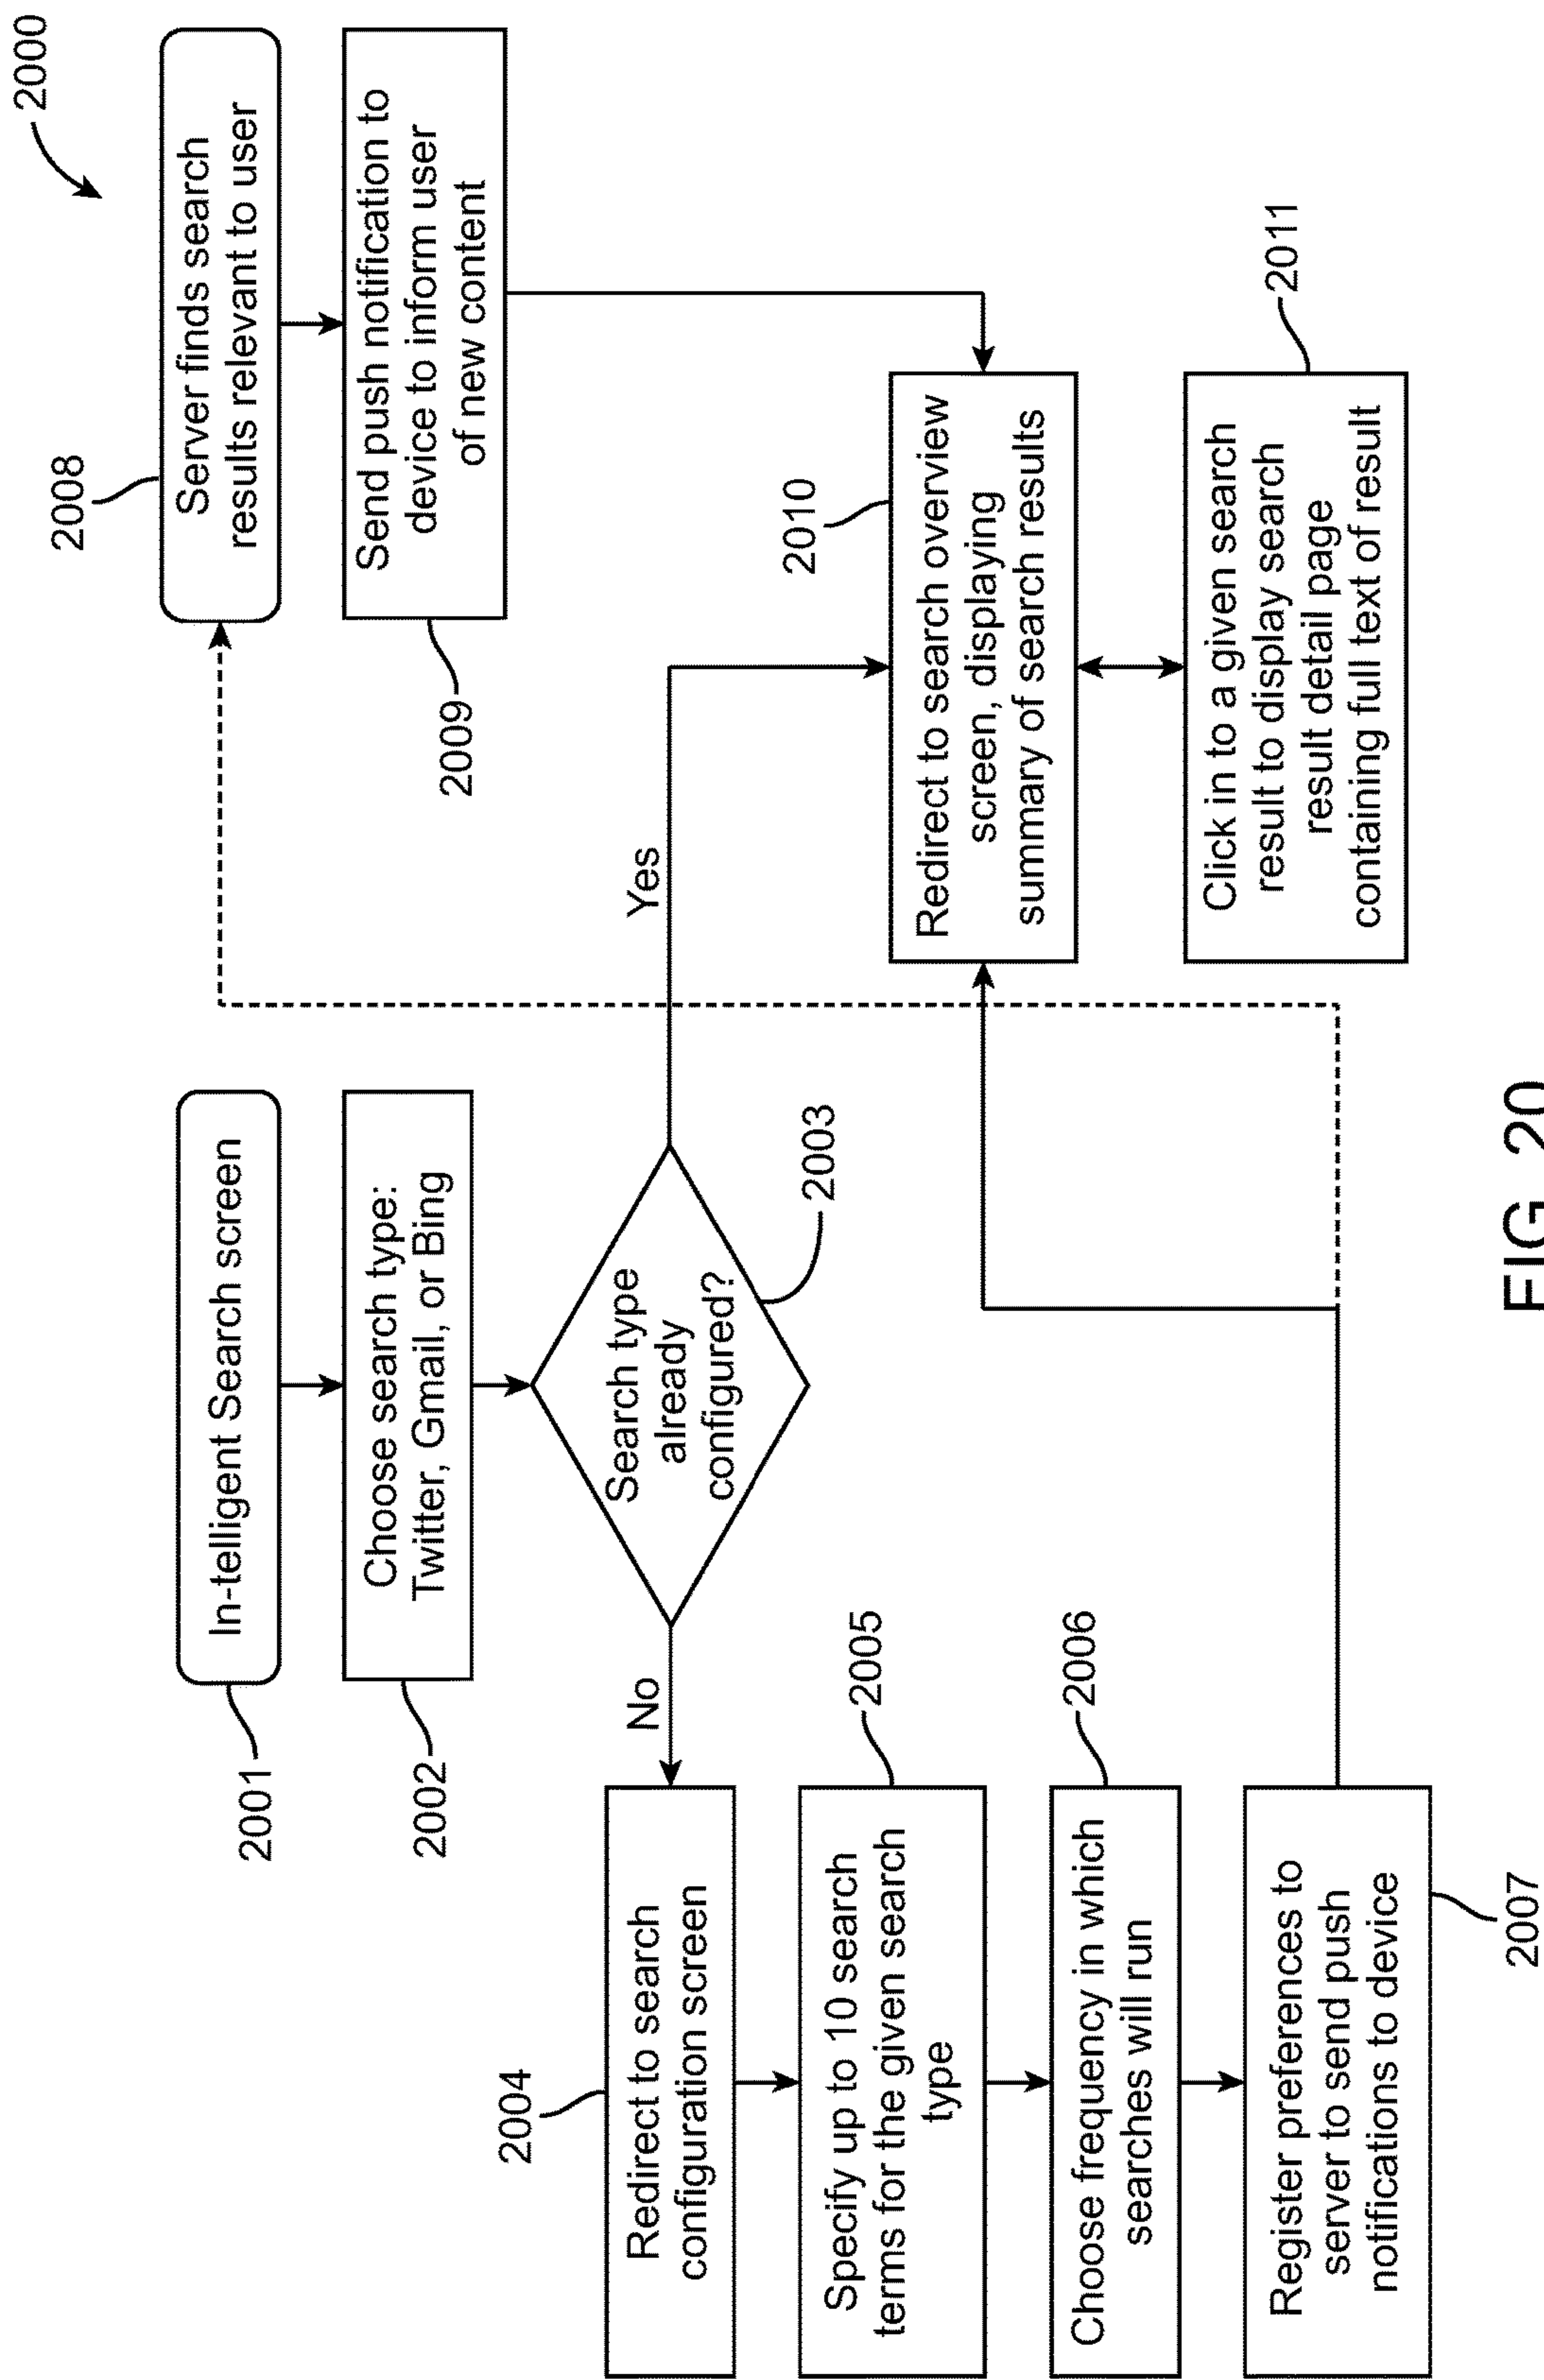 2000
2001
In-telligent Search screen
2002
Choose search type:
Twitter, Gmail, or Bing
2003
Search type
already
configured?
No
Yes
2004
Redirect to search
configuration screen
2005
Specify up to 10 search
terms for the given search
type
2006
Choose frequency in which
searches will run
2007
Register preferences to
server to send push
notifications to device
2008
Server finds search
results relevant to user
2009
Send push notification to
device to inform user
of new content
2010
Redirect to search overview
screen, displaying
summary of search results
2011
Click in to a given search
result to display search
result detail page
containing full text of result
FIG. 20